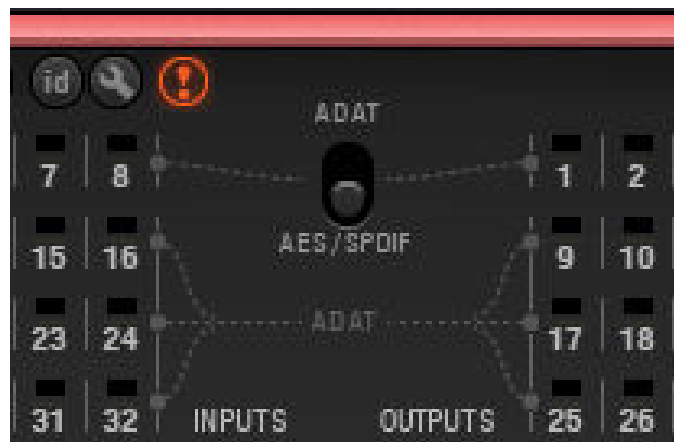 id !
ADAT
7 8 1 2
AES/SPDIF
15 16 9 10
23 24 ADAT 17 18
31 32 INPUTS OUTPUTS 25 26